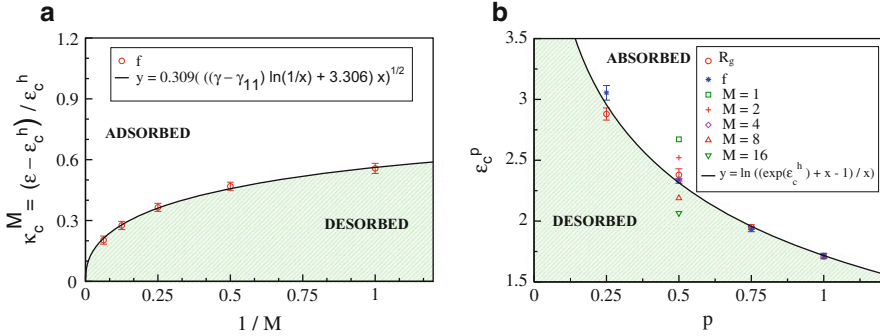 a
1.2
0.9
0.6
0.3
0
0 0.25 0.5 0.75 1
1 / M
κ_c^M = (ε–ε_c^h) / ε_c^h
f
y = 0.309( ((γ–γ_11) ln(1/x) + 3.306) x)^1/2
ADSORBED
DESORBED
b
3.5
3
2.5
2
1.5
0 0.25 0.5 0.75 1
p
ε_c^p
ABSORBED
R_g
f
M = 1
M = 2
M = 4
M = 8
M = 16
y = ln ((exp(ε_c^h) + x - 1) / x)
DESORBED